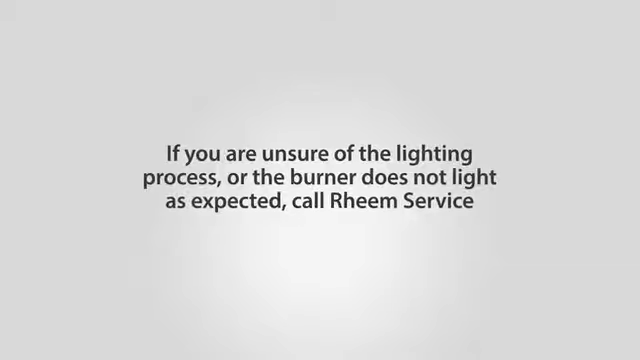 If you are unsure of the lighting
process, or the burner does not light
as expected, call Rheem Service